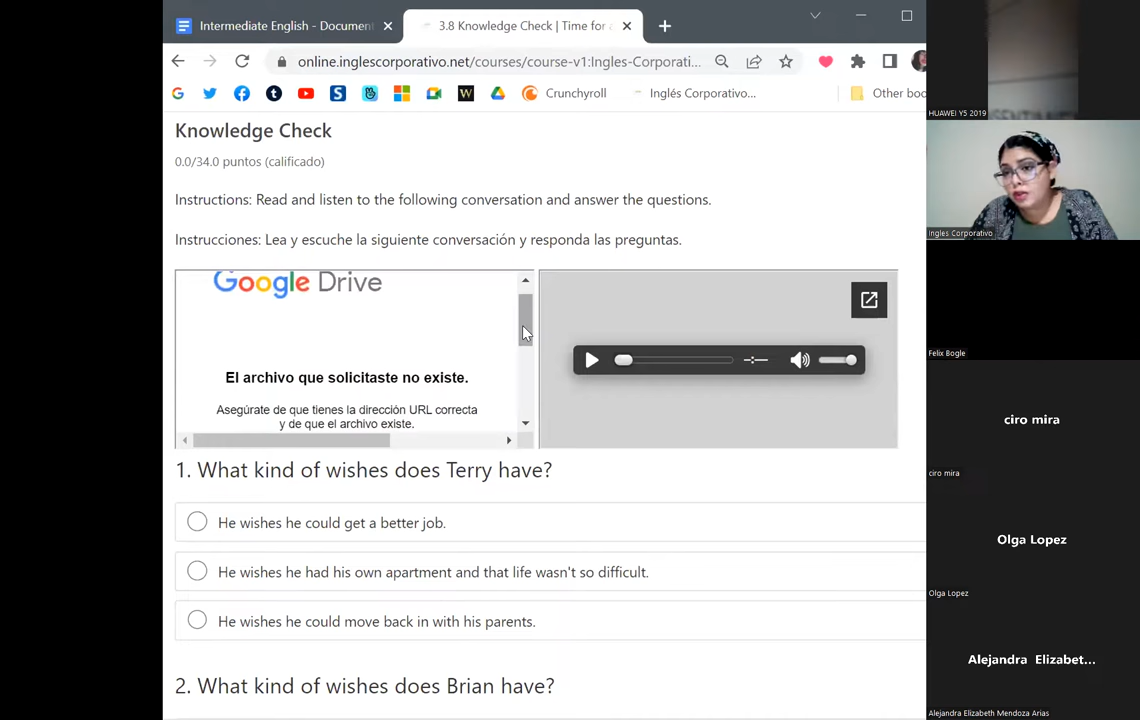 Intermediate English - Document
3.8 Knowledge Check | Time for a
online.inglescorporativo.net/courses/course-v1:Ingles-Corporati...
Crunchyroll
Inglés Corporativo...
Other boo
Knowledge Check
0.0/34.0 puntos (calificado)
Instructions: Read and listen to the following conversation and answer the questions.
Instrucciones: Lea y escuche la siguiente conversación y responda las preguntas.
Google Drive
El archivo que solicitaste no existe.
Asegúrate de que tienes la dirección URL correcta
y de que el archivo existe.
-:--
1. What kind of wishes does Terry have?
He wishes he could get a better job.
He wishes he had his own apartment and that life wasn't so difficult.
He wishes he could move back in with his parents.
2. What kind of wishes does Brian have?
HUAWEI Y5 2019
Ingles Corporativo
Felix Bogle
ciro mira
ciro mira
Olga Lopez
Olga Lopez
Alejandra Elizabet...
Alejandra Elizabeth Mendoza Arias